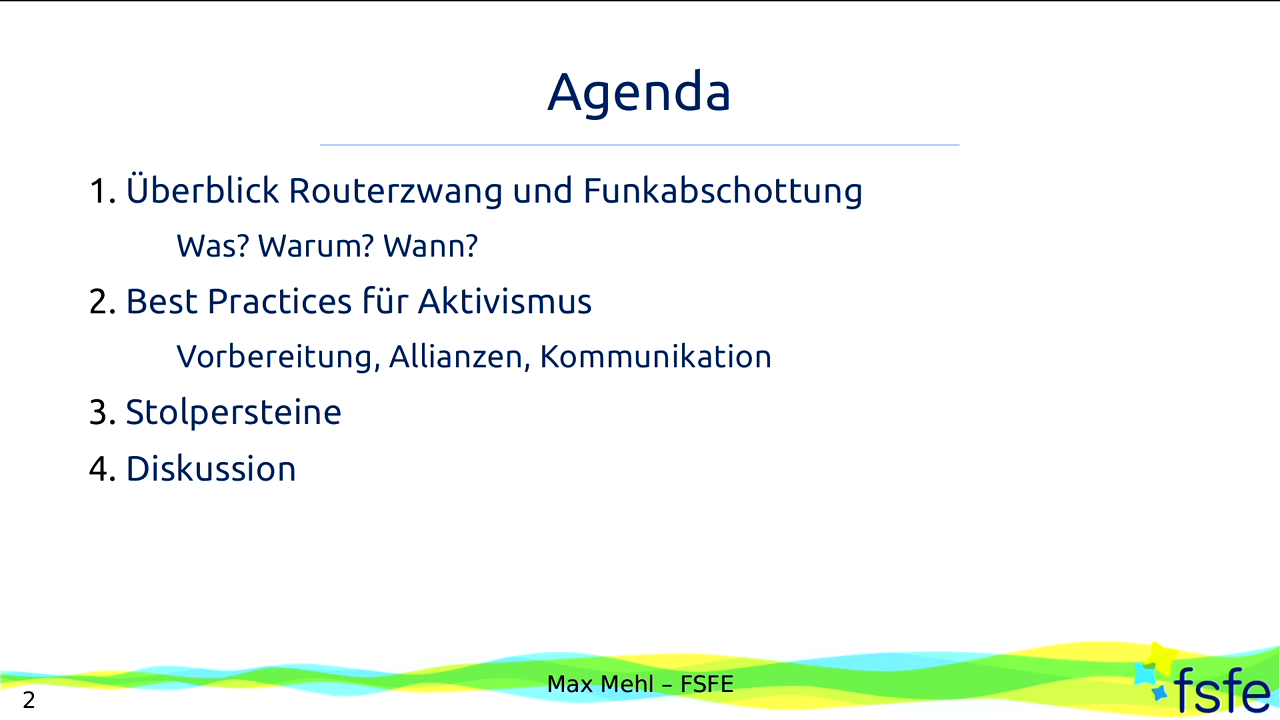 Agenda
1. Überblick Routerzwang und Funkabschottung
Was? Warum? Wann?
2. Best Practices für Aktivismus
Vorbereitung, Allianzen, Kommunikation
3. Stolpersteine
4. Diskussion
Max Mehl – FSFE
2
fsfe